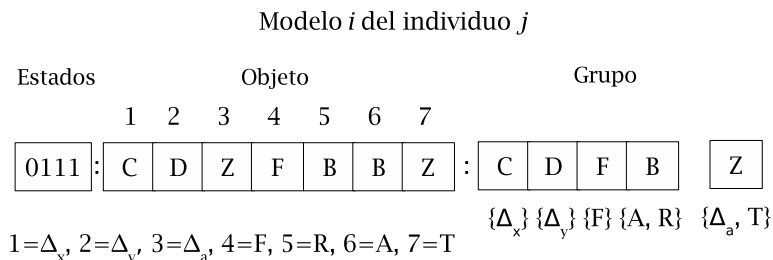 Modelo i del individuo j
Estados Objeto Grupo
1 2 3 4 5 6 7
0111 : C D Z F B B Z : C D F B Z
{Δx} {Δy} {F} {A, R} {Δa, T}
1=Δx, 2=Δy, 3=Δa, 4=F, 5=R, 6=A, 7=T